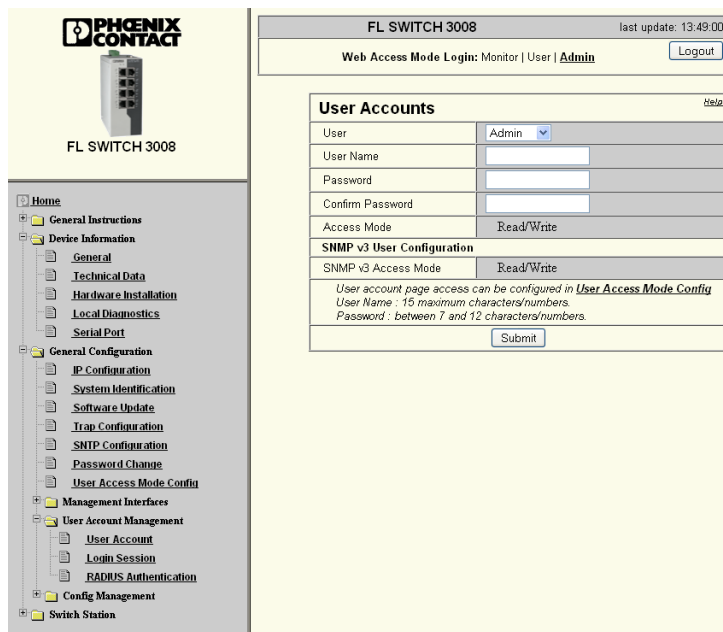 PHŒNIX
CONTACT
FL SWITCH 3008
Home
General Instructions
Device Information
General
Technical Data
Hardware Installation
Local Diagnostics
Serial Port
General Configuration
IP Configuration
System Identification
Software Update
Trap Configuration
SNTP Configuration
Password Change
User Access Mode Config
Management Interfaces
User Account Management
User Account
Login Session
RADIUS Authentication
Config Management
Switch Station
FL SWITCH 3008 last update: 13:49:00
Web Access Mode Login: Monitor | User | Admin Logout
User Accounts Help
User Admin
User Name
Password
Confirm Password
Access Mode Read/Write
SNMP v3 User Configuration
SNMP v3 Access Mode Read/Write
User account page access can be configured in User Access Mode Config
User Name : 15 maximum characters/numbers.
Password : between 7 and 12 characters/numbers.
Submit